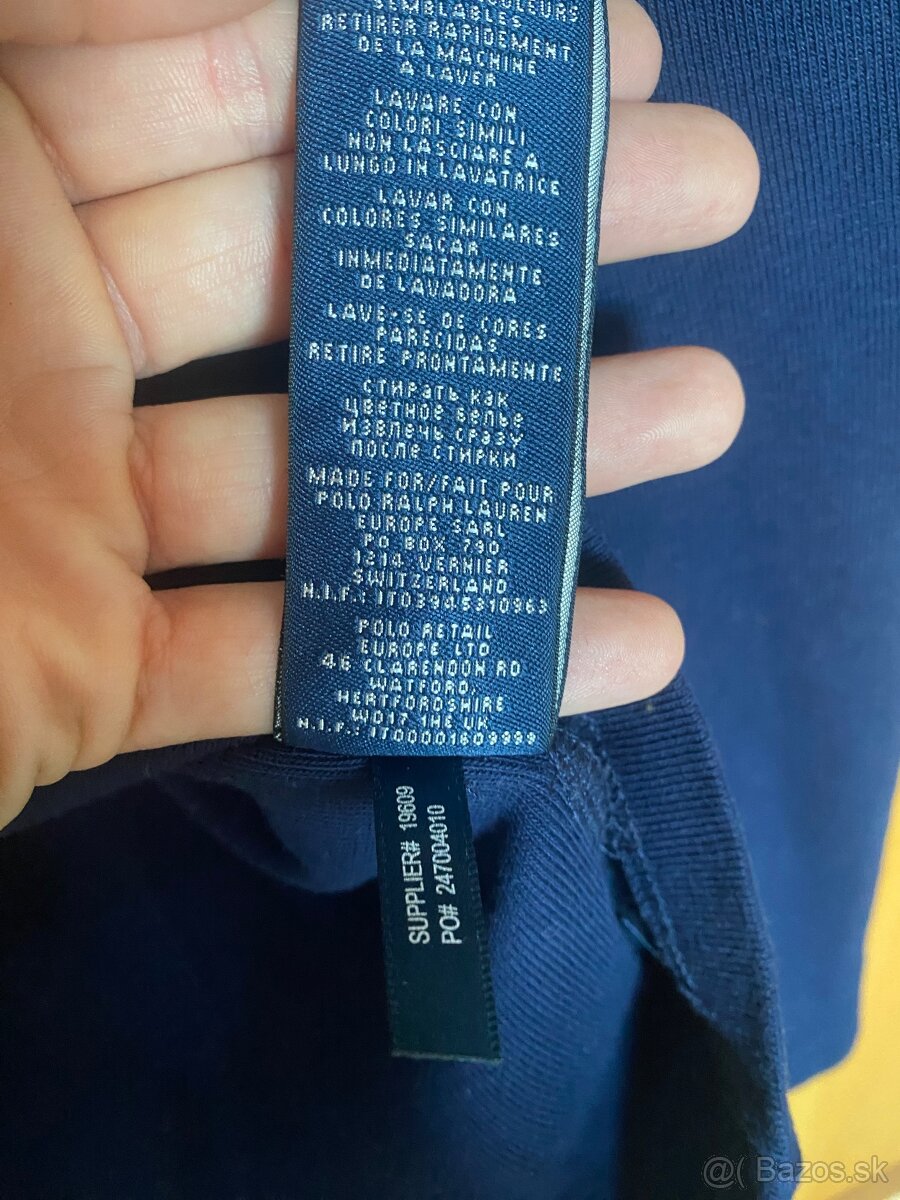 SEMBLABLES
RETIRER RAPIDEMENT
DE LA MACHINE
A LAVER
LAVARE CON
COLORI SIMILI
NON LASCIARE A
LUNGO IN LAVATRICE
LAVAR CON
COLORES SIMILARES
SACAR
INMEDIATAMENTE
DE LAVADORA
LAVE-SE DE CORES
PARECIDAS
RETIRE PRONTAMENTE
СТИРАТЬ КАК
ЦВЕТНОЕ БЕЛЬЕ
ИЗВЛЕЧЬ СРАЗУ
ПОСЛЕ СТИРКИ
MADE FOR/FAIT POUR
POLO RALPH LAUREN
EUROPE SARL
PO BOX 790
1214 VERNIER
SWITZERLAND
N.I.F.: IT03945310963
POLO RETAIL
EUROPE LTD
46 CLARENDON RD
WATFORD,
HERTFORDSHIRE
WD17 1HE UK
N.I.F.: IT00001609999
SUPPLIER# 19609
PO# 247004010
@( Bazos.sk